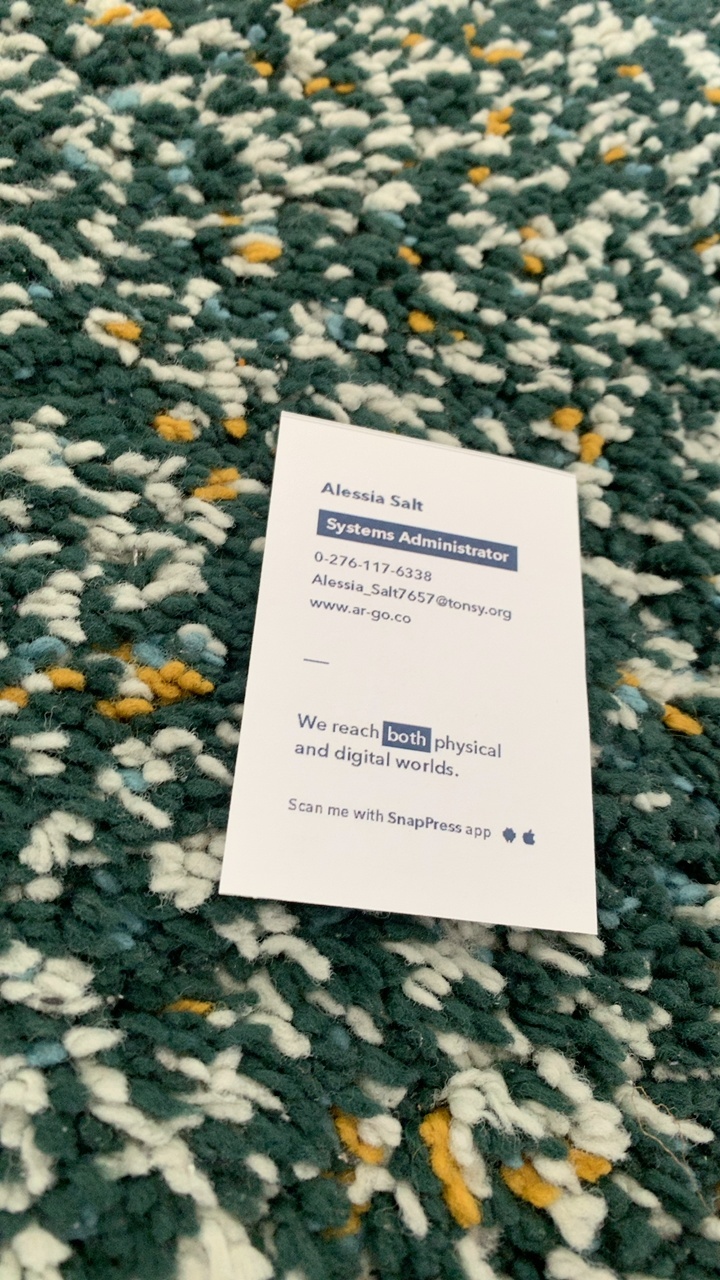 Alessia Salt
Systems Administrator
0-276-117-6338
Alessia_Salt7657@tonsy.org
www.ar-go.co
We reach both physical
and digital worlds.
Scan me with SnapPress app